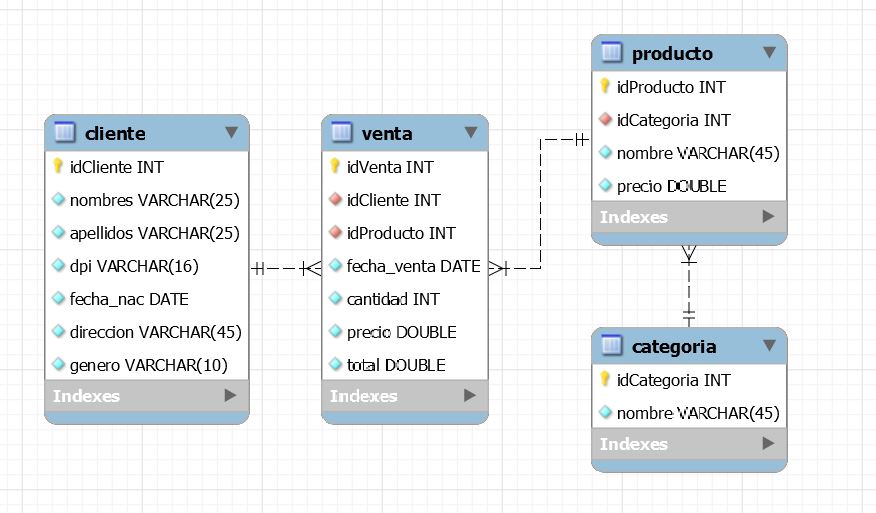 cliente
idCliente INT
nombres VARCHAR(25)
apellidos VARCHAR(25)
dpi VARCHAR(16)
fecha_nac DATE
direccion VARCHAR(45)
genero VARCHAR(10)
Indexes
venta
idVenta INT
idCliente INT
idProducto INT
fecha_venta DATE
cantidad INT
precio DOUBLE
total DOUBLE
Indexes
producto
idProducto INT
idCategoria INT
nombre VARCHAR(45)
precio DOUBLE
Indexes
categoria
idCategoria INT
nombre VARCHAR(45)
Indexes